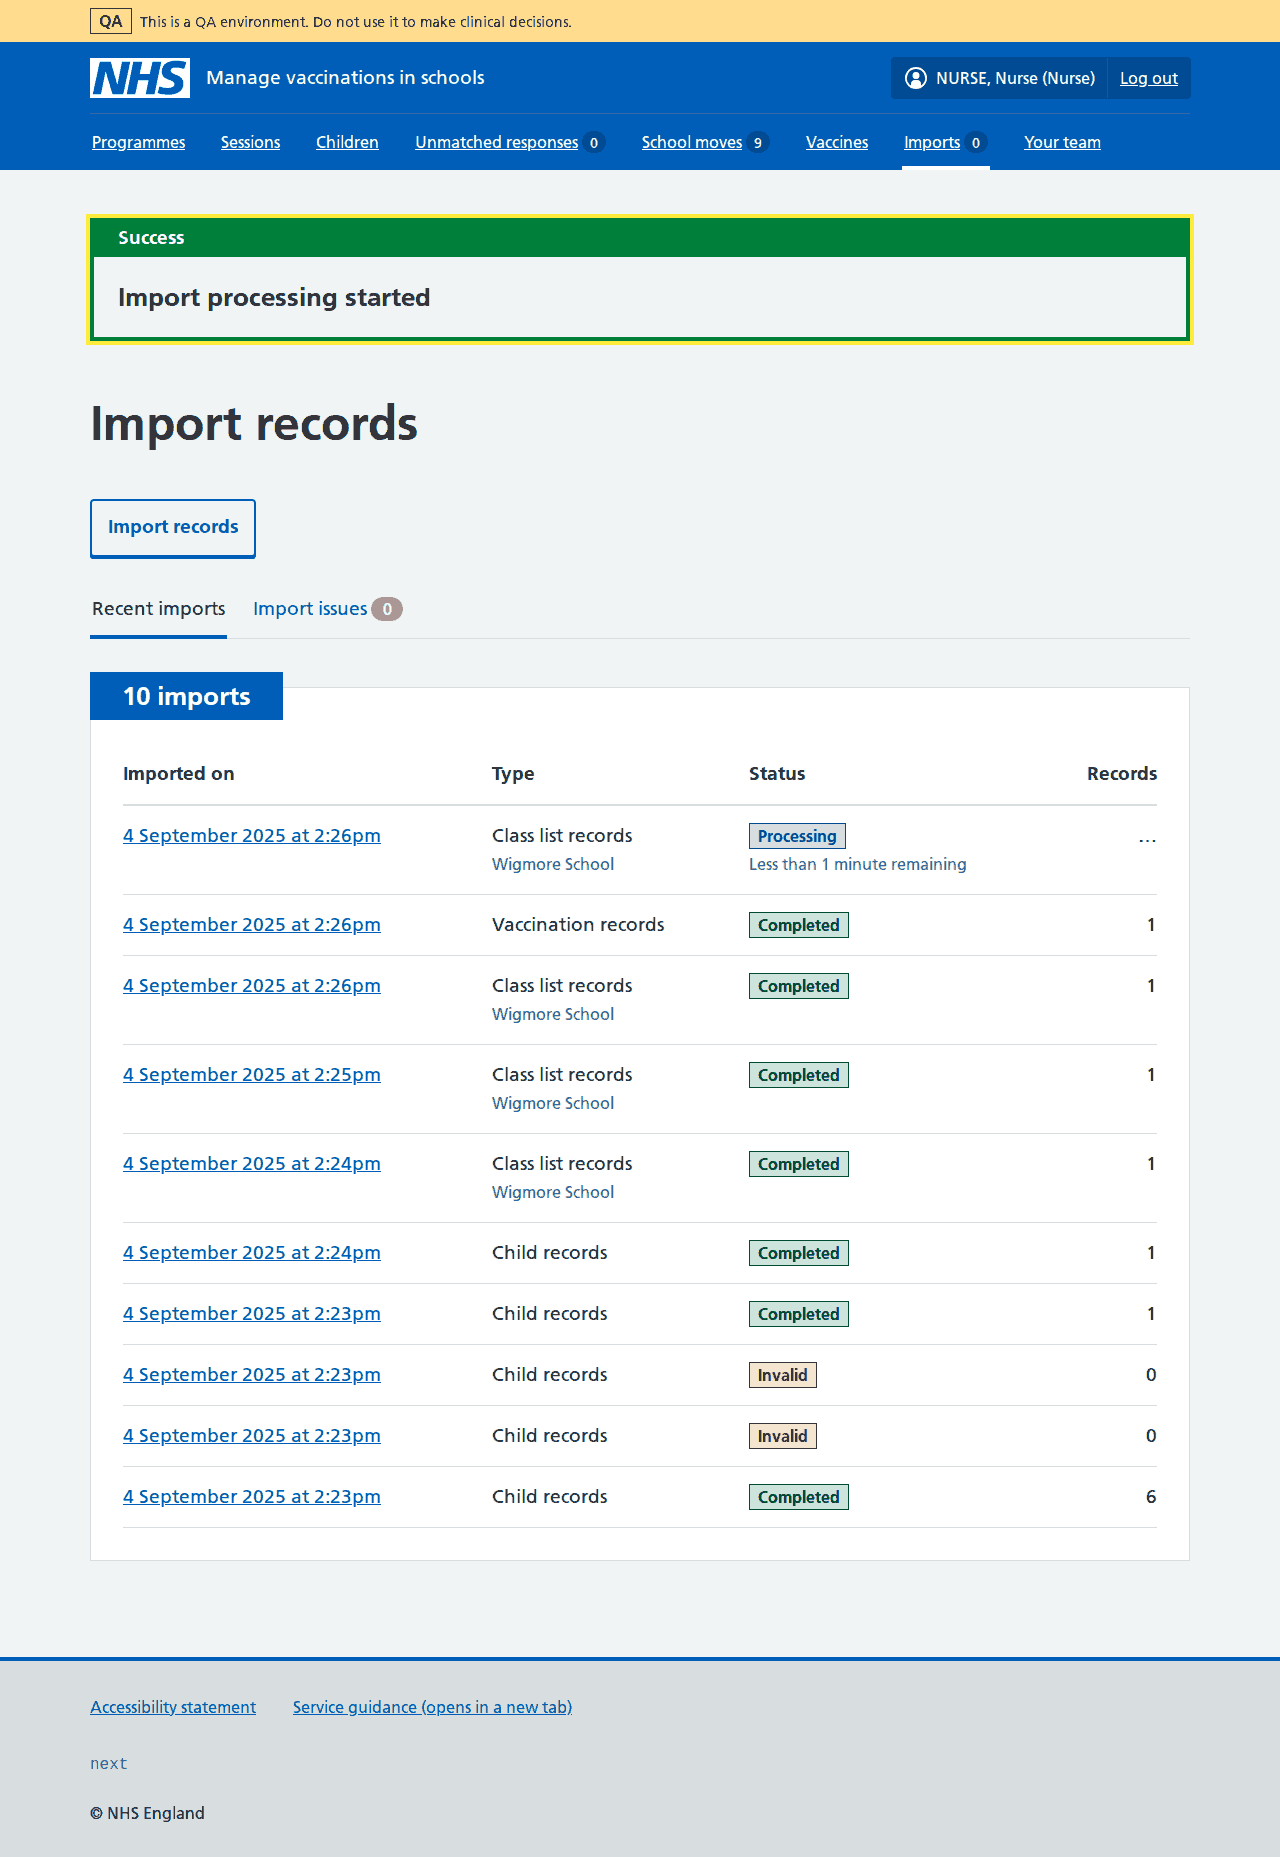 QA This is a QA environment. Do not use it to make clinical decisions.
NHS Manage vaccinations in schools NURSE, Nurse (Nurse) Log out
Programmes Sessions Children Unmatched responses 0 School moves 9 Vaccines Imports 0 Your team
Success
Import processing started
Import records
Import records
Recent imports Import issues 0
10 imports
Imported on Type Status Records
4 September 2025 at 2:26pm Class list records Processing ...
Wigmore School Less than 1 minute remaining
4 September 2025 at 2:26pm Vaccination records Completed 1
4 September 2025 at 2:26pm Class list records Completed 1
Wigmore School
4 September 2025 at 2:25pm Class list records Completed 1
Wigmore School
4 September 2025 at 2:24pm Class list records Completed 1
Wigmore School
4 September 2025 at 2:24pm Child records Completed 1
4 September 2025 at 2:23pm Child records Completed 1
4 September 2025 at 2:23pm Child records Invalid 0
4 September 2025 at 2:23pm Child records Invalid 0
4 September 2025 at 2:23pm Child records Completed 6
Accessibility statement Service guidance (opens in a new tab)
next
© NHS England